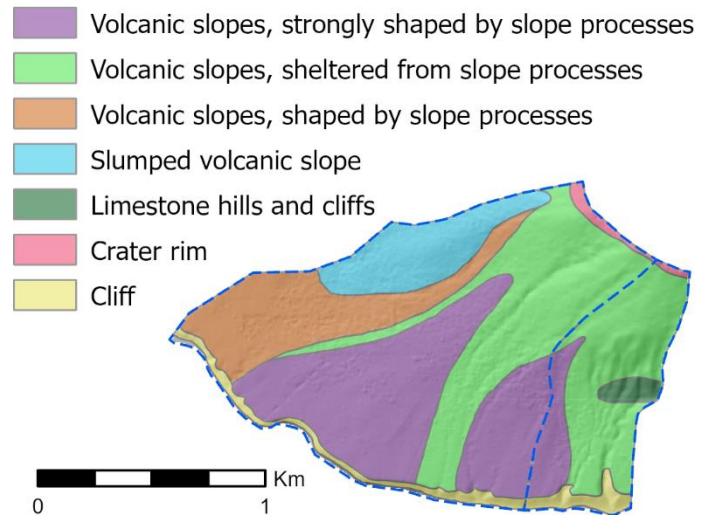 Volcanic slopes, strongly shaped by slope processes
Volcanic slopes, sheltered from slope processes
Volcanic slopes, shaped by slope processes
Slumped volcanic slope
Limestone hills and cliffs
Crater rim
Cliff
Km
0 1